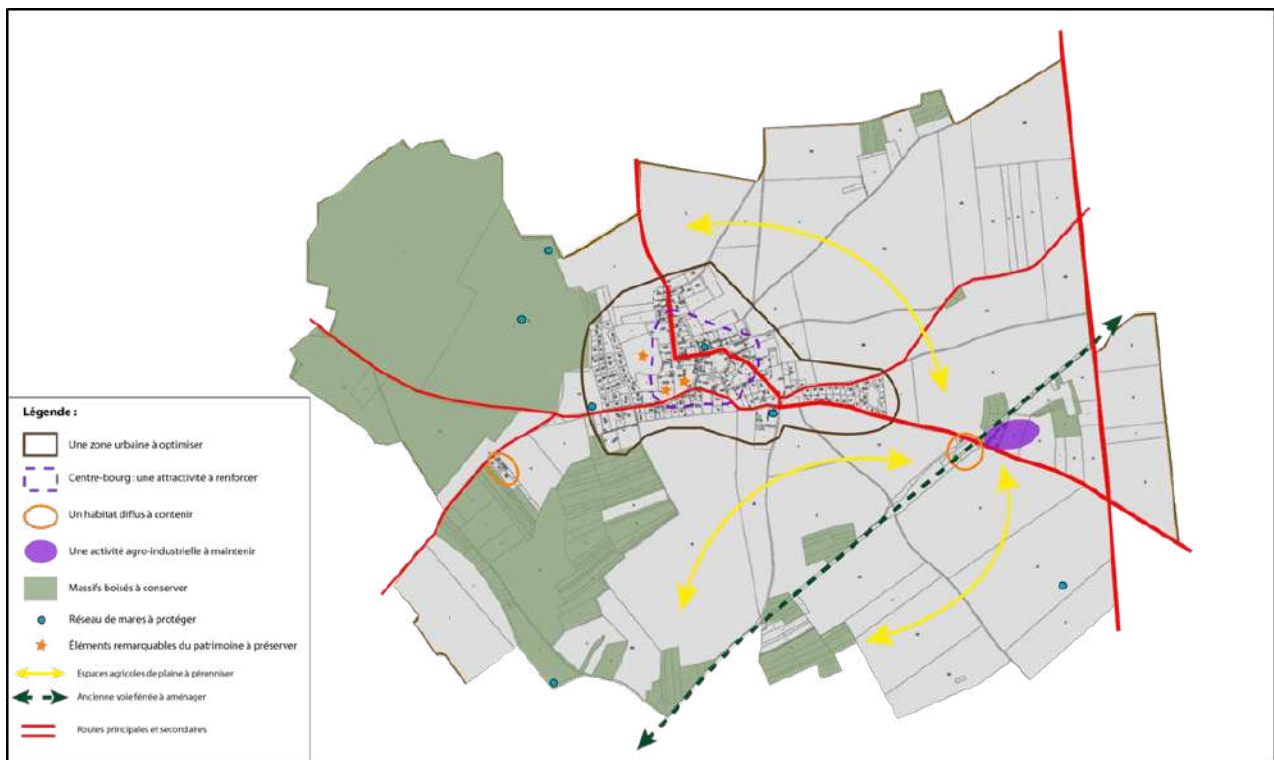 Légende :
Une zone urbaine à optimiser
Centre-bourg : une attractivité à renforcer
Un habitat diffus à contenir
Une activité agro-industrielle à maintenir
Massifs boisés à conserver
Réseau de mares à protéger
Éléments remarquables du patrimoine à préserver
Espaces agricoles de plaine à pérenniser
Ancienne voie ferrée à aménager
Routes principales et secondaires